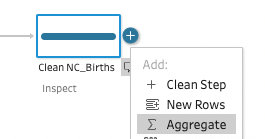 Clean NC_Births
Inspect
Add:
Clean Step
New Rows
Aggregate